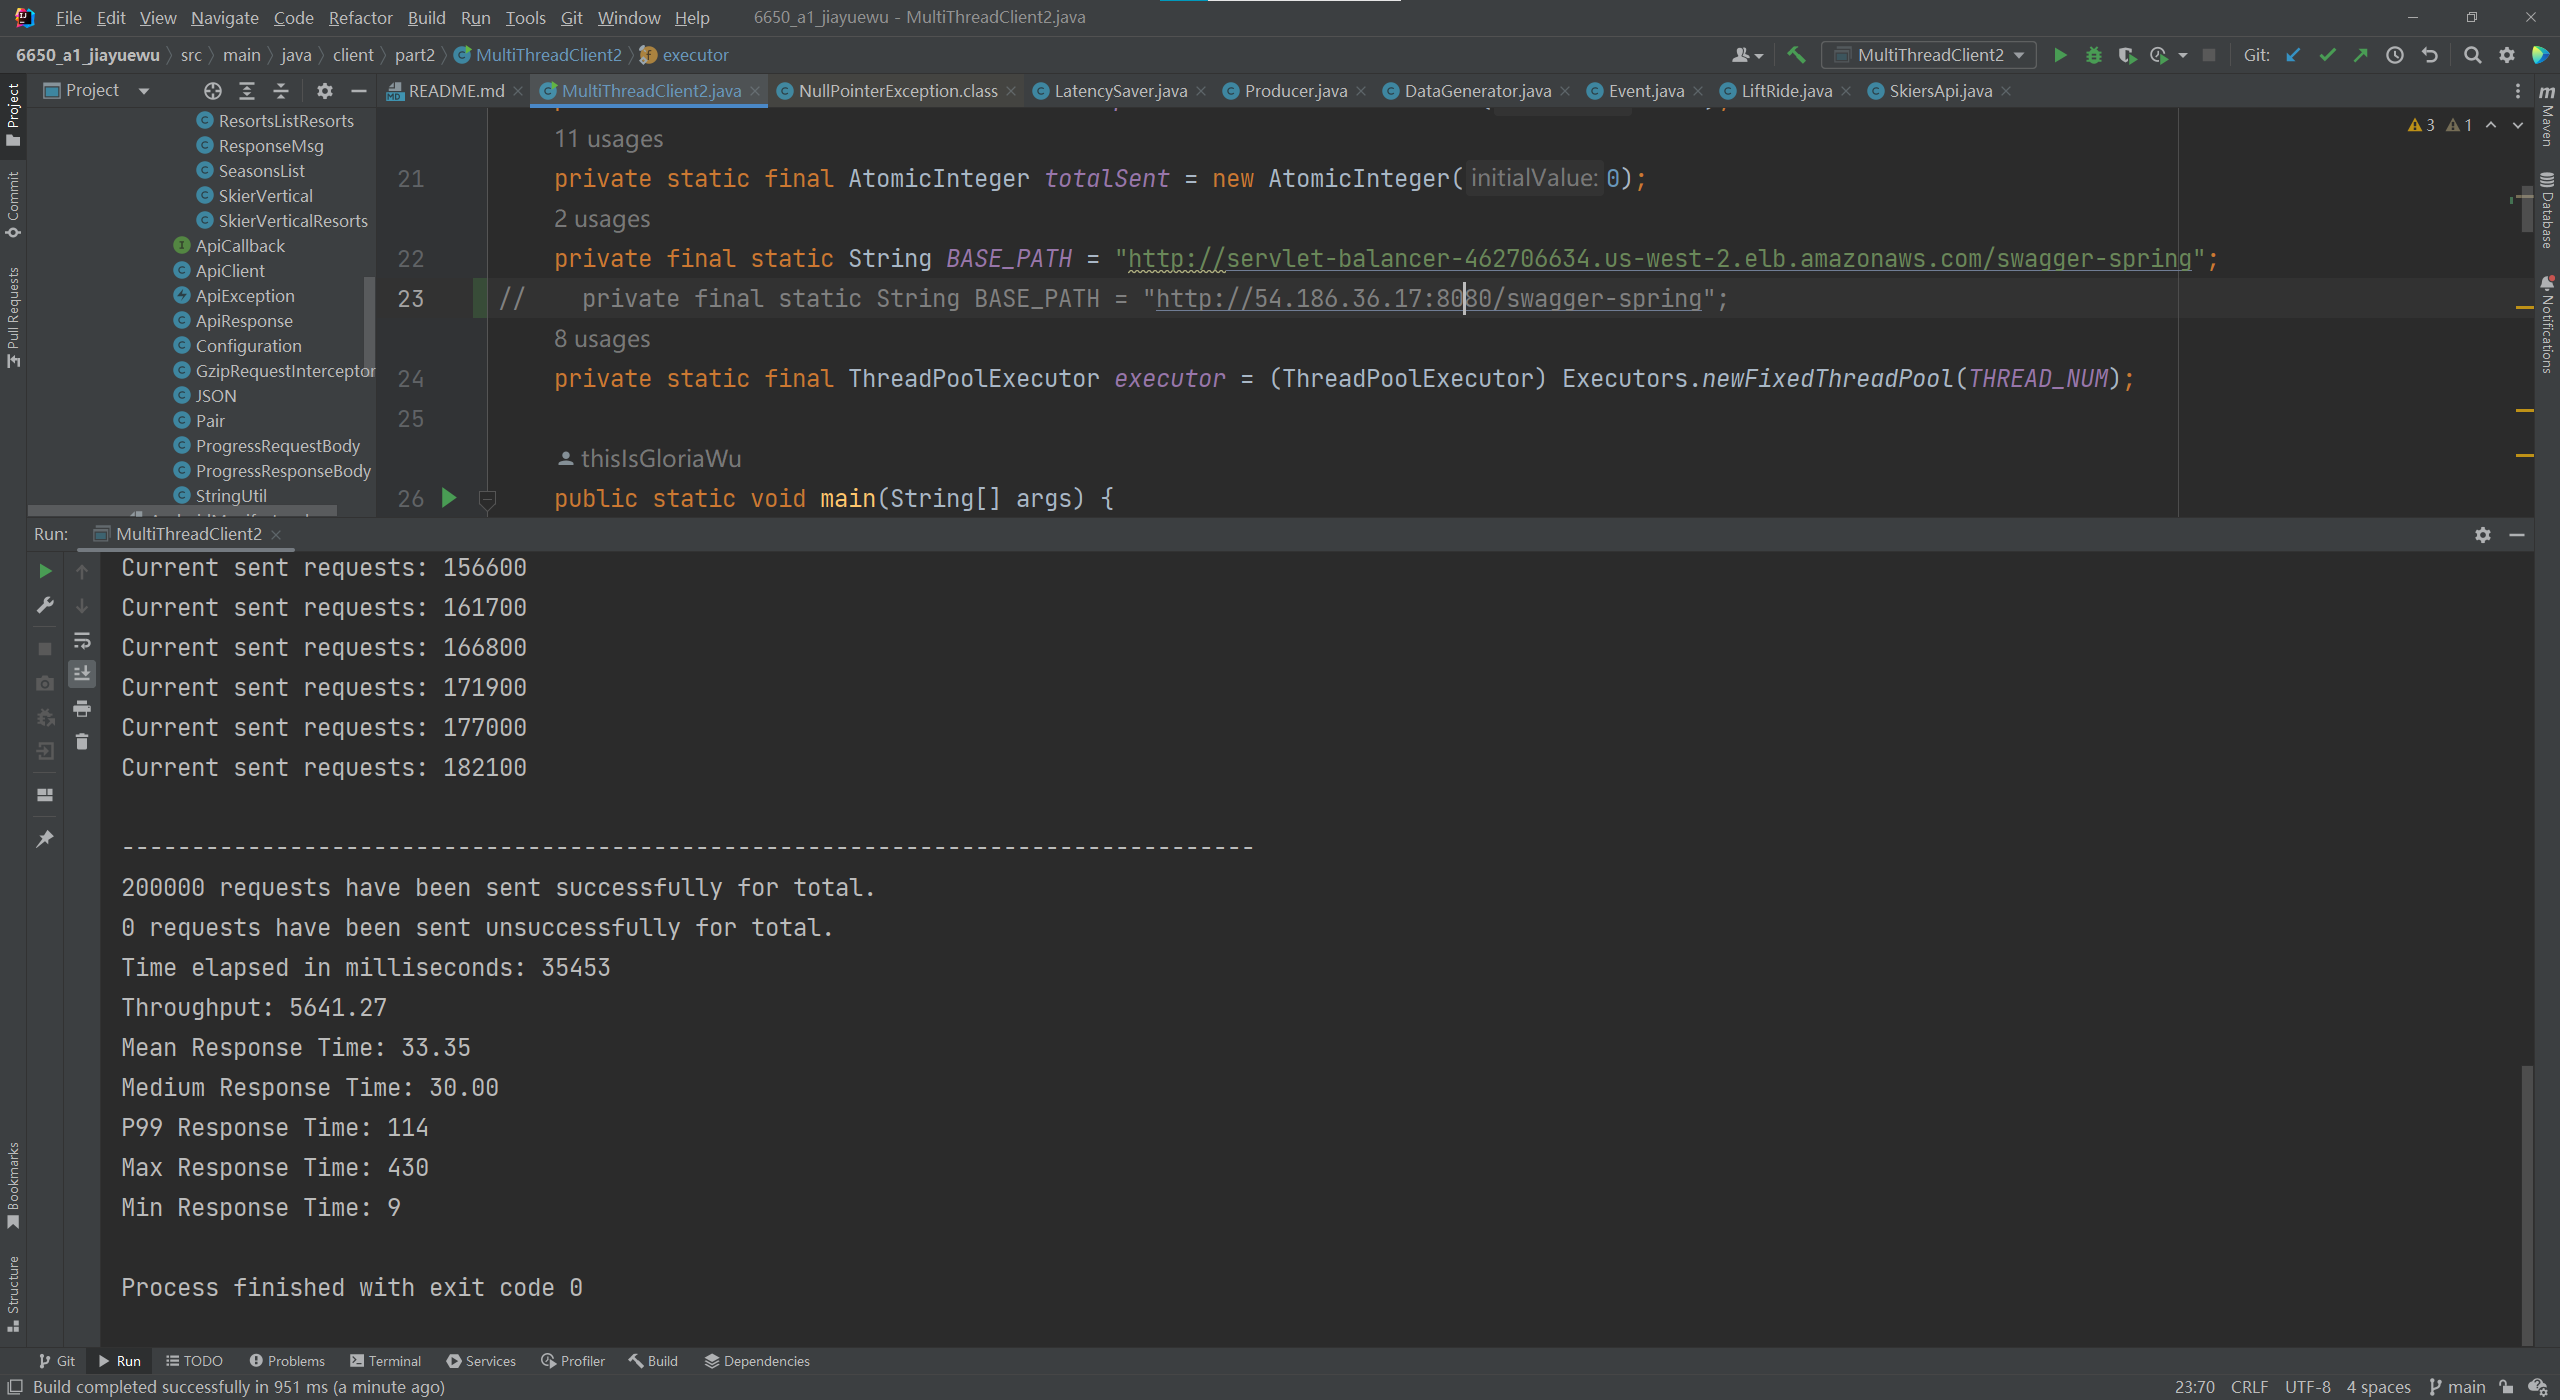 File Edit View Navigate Code Refactor Build Run Tools Git Window Help 6650_a1_jiayuewu - MultiThreadClient2.java
6650_a1_jiayuewu src main java client part2 MultiThreadClient2 executor MultiThreadClient2 Git:
Project README.md MultiThreadClient2.java NullPointerException.class LatencySaver.java Producer.java DataGenerator.java Event.java LiftRide.java SkiersApi.java
Project
Commit
Pull Requests
ResortsListResorts
ResponseMsg
SeasonsList
SkierVertical
SkierVerticalResorts
ApiCallback
ApiClient
ApiException
ApiResponse
Configuration
GzipRequestInterceptor
JSON
Pair
ProgressRequestBody
ProgressResponseBody
StringUtil
3 1
11 usages
21 private static final AtomicInteger totalSent = new AtomicInteger( initialValue: 0);
2 usages
22 private final static String BASE_PATH = "http://servlet-balancer-462706634.us-west-2.elb.amazonaws.com/swagger-spring";
23 // private final static String BASE_PATH = "http://54.186.36.17:8080/swagger-spring";
8 usages
24 private static final ThreadPoolExecutor executor = (ThreadPoolExecutor) Executors.newFixedThreadPool(THREAD_NUM);
25
thisIsGloriaWu
26 public static void main(String[] args) {
Maven
Database
Notifications
Run: MultiThreadClient2
Current sent requests: 156600
Current sent requests: 161700
Current sent requests: 166800
Current sent requests: 171900
Current sent requests: 177000
Current sent requests: 182100
---------------------------------------------------------------------------------
200000 requests have been sent successfully for total.
0 requests have been sent unsuccessfully for total.
Time elapsed in milliseconds: 35453
Throughput: 5641.27
Mean Response Time: 33.35
Medium Response Time: 30.00
P99 Response Time: 114
Max Response Time: 430
Min Response Time: 9
Process finished with exit code 0
Bookmarks
Structure
Git Run TODO Problems Terminal Services Profiler Build Dependencies
Build completed successfully in 951 ms (a minute ago) 23:70 CRLF UTF-8 4 spaces main